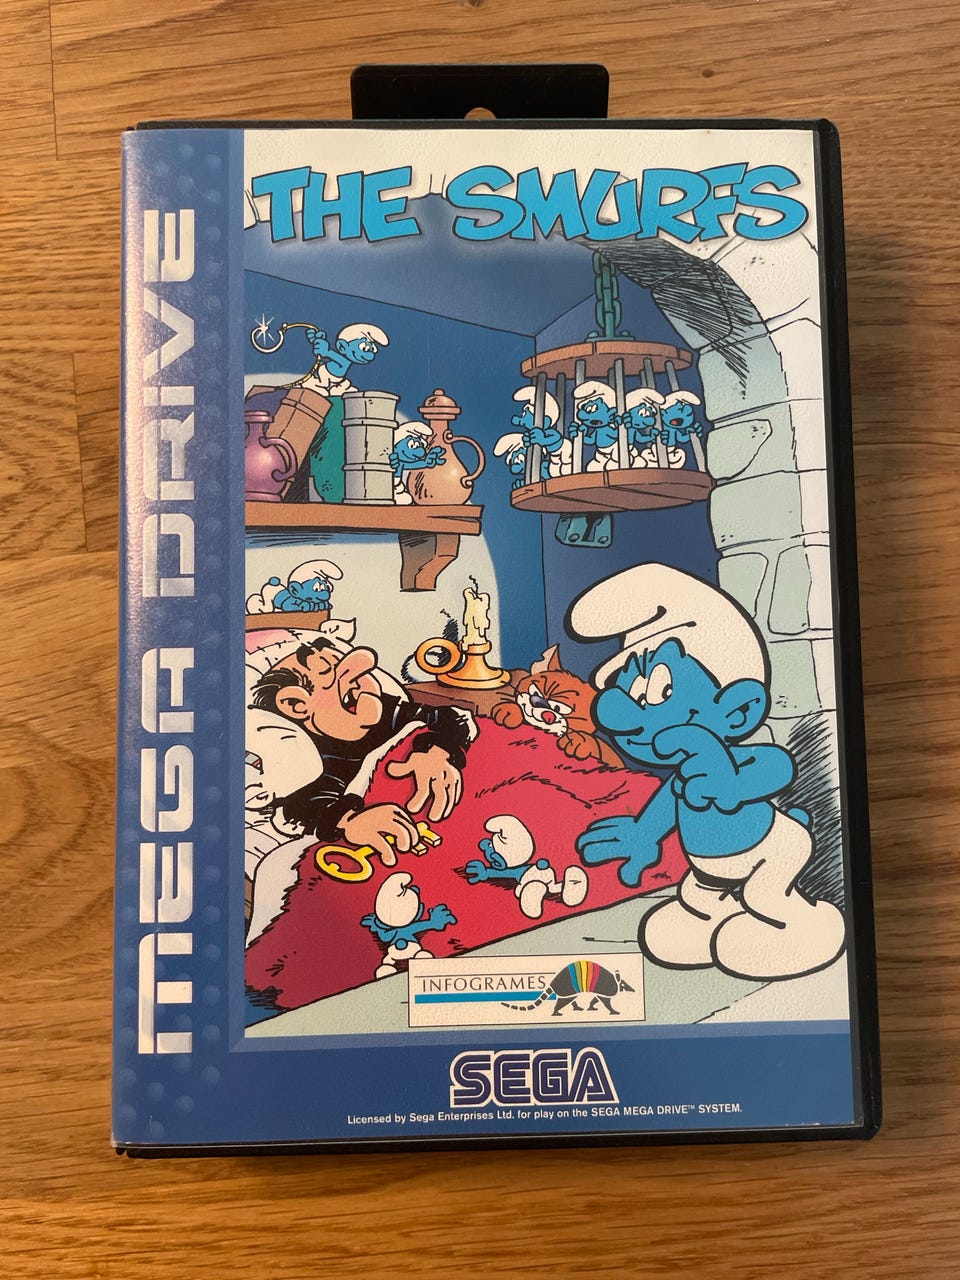 THE SMURFS
MEGA DRIVE
INFOGRAMES
SEGA
Licensed by Sega Enterprises Ltd. for play on the SEGA MEGA DRIVE™ SYSTEM.